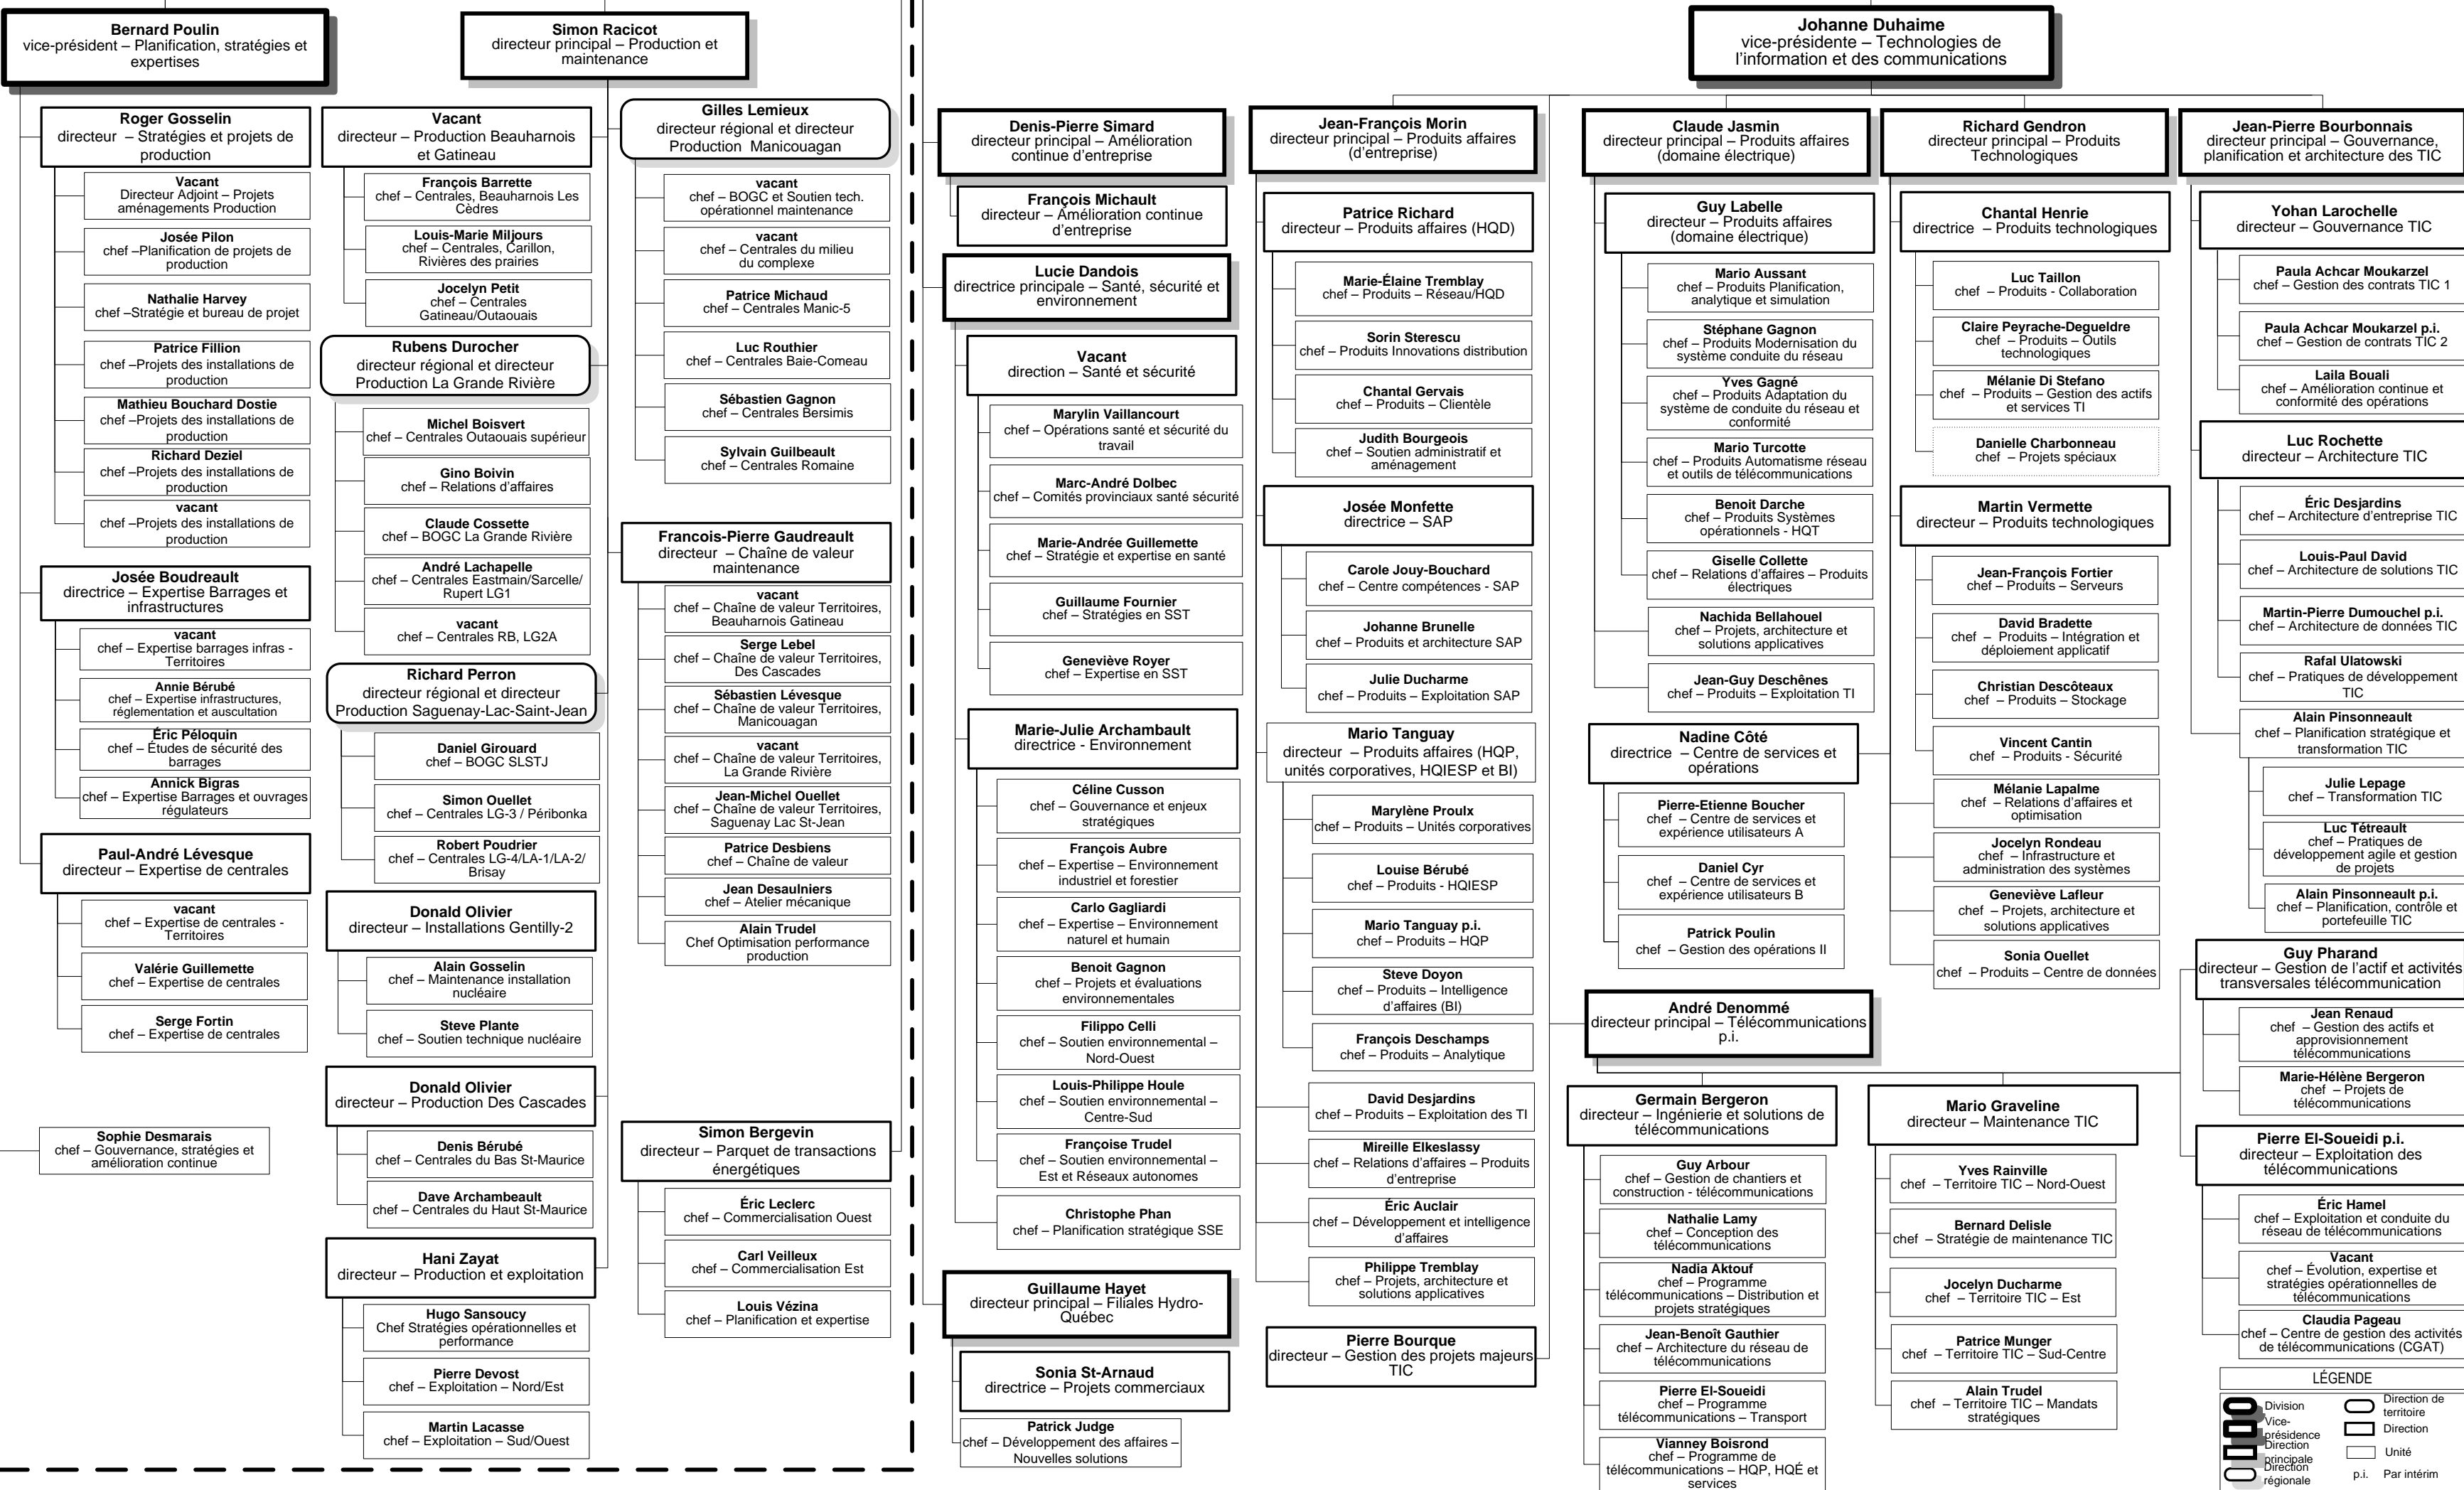 Bernard Poulin
vice-président – Planification, stratégies et
expertises
Roger Gosselin
directeur – Stratégies et projets de
production
Vacant
Directeur Adjoint – Projets
aménagements Production
Josée Pilon
chef –Planification de projets de
production
Nathalie Harvey
chef –Stratégie et bureau de projet
Patrice Fillion
chef –Projets des installations de
production
Mathieu Bouchard Dostie
chef –Projets des installations de
production
Richard Deziel
chef –Projets des installations de
production
vacant
chef –Projets des installations de
production
Josée Boudreault
directrice – Expertise Barrages et
infrastructures
vacant
chef – Expertise barrages infras -
Territoires
Annie Bérubé
chef – Expertise infrastructures,
réglementation et auscultation
Éric Péloquin
chef – Études de sécurité des
barrages
Annick Bigras
chef – Expertise Barrages et ouvrages
régulateurs
Paul-André Lévesque
directeur – Expertise de centrales
vacant
chef – Expertise de centrales -
Territoires
Valérie Guillemette
chef – Expertise de centrales
Serge Fortin
chef – Expertise de centrales
Sophie Desmarais
chef – Gouvernance, stratégies et
amélioration continue
Simon Racicot
directeur principal – Production et
maintenance
Vacant
directeur – Production Beauharnois
et Gatineau
François Barrette
chef – Centrales, Beauharnois Les
Cèdres
Louis-Marie Miljours
chef – Centrales, Carillon,
Rivières des prairies
Jocelyn Petit
chef – Centrales
Gatineau/Outaouais
Rubens Durocher
directeur régional et directeur
Production La Grande Rivière
Michel Boisvert
chef – Centrales Outaouais supérieur
Gino Boivin
chef – Relations d'affaires
Claude Cossette
chef – BOGC La Grande Rivière
André Lachapelle
chef – Centrales Eastmain/Sarcelle/
Rupert LG1
vacant
chef – Centrales RB, LG2A
Richard Perron
directeur régional et directeur
Production Saguenay-Lac-Saint-Jean
Daniel Girouard
chef – BOGC SLSTJ
Simon Ouellet
chef – Centrales LG-3 / Péribonka
Robert Poudrier
chef – Centrales LG-4/LA-1/LA-2/
Brisay
Donald Olivier
directeur – Installations Gentilly-2
Alain Gosselin
chef – Maintenance installation
nucléaire
Steve Plante
chef – Soutien technique nucléaire
Donald Olivier
directeur – Production Des Cascades
Denis Bérubé
chef – Centrales du Bas St-Maurice
Dave Archambeault
chef – Centrales du Haut St-Maurice
Hani Zayat
directeur – Production et exploitation
Hugo Sansoucy
Chef Stratégies opérationnelles et
performance
Pierre Devost
chef – Exploitation – Nord/Est
Martin Lacasse
chef – Exploitation – Sud/Ouest
Gilles Lemieux
directeur régional et directeur
Production Manicouagan
vacant
chef – BOGC et Soutien tech.
opérationnel maintenance
vacant
chef – Centrales du milieu
du complexe
Patrice Michaud
chef – Centrales Manic-5
Luc Routhier
chef – Centrales Baie-Comeau
Sébastien Gagnon
chef – Centrales Bersimis
Sylvain Guilbeault
chef – Centrales Romaine
Francois-Pierre Gaudreault
directeur – Chaîne de valeur
maintenance
vacant
chef – Chaîne de valeur Territoires,
Beauharnois Gatineau
Serge Lebel
chef – Chaîne de valeur Territoires,
Des Cascades
Sébastien Lévesque
chef – Chaîne de valeur Territoires,
Manicouagan
vacant
chef – Chaîne de valeur Territoires,
La Grande Rivière
Jean-Michel Ouellet
chef – Chaîne de valeur Territoires,
Saguenay Lac St-Jean
Patrice Desbiens
chef – Chaîne de valeur
Jean Desaulniers
chef – Atelier mécanique
Alain Trudel
Chef Optimisation performance
production
Simon Bergevin
directeur – Parquet de transactions
énergétiques
Éric Leclerc
chef – Commercialisation Ouest
Carl Veilleux
chef – Commercialisation Est
Louis Vézina
chef – Planification et expertise
Denis-Pierre Simard
directeur principal – Amélioration
continue d'entreprise
François Michault
directeur – Amélioration continue
d'entreprise
Lucie Dandois
directrice principale – Santé, sécurité et
environnement
Vacant
direction – Santé et sécurité
Marylin Vaillancourt
chef – Opérations santé et sécurité du
travail
Marc-André Dolbec
chef – Comités provinciaux santé sécurité
Marie-Andrée Guillemette
chef – Stratégie et expertise en santé
Guillaume Fournier
chef – Stratégies en SST
Geneviève Royer
chef – Expertise en SST
Marie-Julie Archambault
directrice - Environnement
Céline Cusson
chef – Gouvernance et enjeux
stratégiques
François Aubre
chef – Expertise – Environnement
industriel et forestier
Carlo Gagliardi
chef – Expertise – Environnement
naturel et humain
Benoit Gagnon
chef – Projets et évaluations
environnementales
Filippo Celli
chef – Soutien environnemental –
Nord-Ouest
Louis-Philippe Houle
chef – Soutien environnemental –
Centre-Sud
Françoise Trudel
chef – Soutien environnemental –
Est et Réseaux autonomes
Christophe Phan
chef – Planification stratégique SSE
Guillaume Hayet
directeur principal – Filiales Hydro-
Québec
Sonia St-Arnaud
directrice – Projets commerciaux
Patrick Judge
chef – Développement des affaires –
Nouvelles solutions
Johanne Duhaime
vice-présidente – Technologies de
l'information et des communications
Jean-François Morin
directeur principal – Produits affaires
(d'entreprise)
Patrice Richard
directeur – Produits affaires (HQD)
Marie-Élaine Tremblay
chef – Produits – Réseau/HQD
Sorin Sterescu
chef – Produits Innovations distribution
Chantal Gervais
chef – Produits – Clientèle
Judith Bourgeois
chef – Soutien administratif et
aménagement
Josée Monfette
directrice – SAP
Carole Jouy-Bouchard
chef – Centre compétences - SAP
Johanne Brunelle
chef – Produits et architecture SAP
Julie Ducharme
chef – Produits – Exploitation SAP
Mario Tanguay
directeur – Produits affaires (HQP,
unités corporatives, HQIESP et BI)
Marylène Proulx
chef – Produits – Unités corporatives
Louise Bérubé
chef – Produits - HQIESP
Mario Tanguay p.i.
chef – Produits – HQP
Steve Doyon
chef – Produits – Intelligence
d'affaires (BI)
François Deschamps
chef – Produits – Analytique
David Desjardins
chef – Produits – Exploitation des TI
Mireille Elkeslassy
chef – Relations d'affaires – Produits
d'entreprise
Éric Auclair
chef – Développement et intelligence
d'affaires
Philippe Tremblay
chef – Projets, architecture et
solutions applicatives
Pierre Bourque
directeur – Gestion des projets majeurs
TIC
Claude Jasmin
directeur principal – Produits affaires
(domaine électrique)
Guy Labelle
directeur – Produits affaires
(domaine électrique)
Mario Aussant
chef – Produits Planification,
analytique et simulation
Stéphane Gagnon
chef – Produits Modernisation du
système conduite du réseau
Yves Gagné
chef – Produits Adaptation du
système de conduite du réseau et
conformité
Mario Turcotte
chef – Produits Automatisme réseau
et outils de télécommunications
Benoit Darche
chef – Produits Systèmes
opérationnels - HQT
Giselle Collette
chef – Relations d'affaires – Produits
électriques
Nachida Bellahouel
chef – Projets, architecture et
solutions applicatives
Jean-Guy Deschênes
chef – Produits – Exploitation TI
Nadine Côté
directrice – Centre de services et
opérations
Pierre-Etienne Boucher
chef – Centre de services et
expérience utilisateurs A
Daniel Cyr
chef – Centre de services et
expérience utilisateurs B
Patrick Poulin
chef – Gestion des opérations II
André Denommé
directeur principal – Télécommunications
p.i.
Germain Bergeron
directeur – Ingénierie et solutions de
télécommunications
Guy Arbour
chef – Gestion de chantiers et
construction - télécommunications
Nathalie Lamy
chef – Conception des
télécommunications
Nadia Aktouf
chef – Programme
télécommunications – Distribution et
projets stratégiques
Jean-Benoît Gauthier
chef – Architecture du réseau de
télécommunications
Pierre El-Soueidi
chef – Programme
télécommunications – Transport
Vianney Boisrond
chef – Programme de
télécommunications – HQP, HQÉ et
services
Richard Gendron
directeur principal – Produits
Technologiques
Chantal Henrie
directrice – Produits technologiques
Luc Taillon
chef – Produits - Collaboration
Claire Peyrache-Degueldre
chef – Produits – Outils
technologiques
Mélanie Di Stefano
chef – Produits – Gestion des actifs
et services TI
Danielle Charbonneau
chef – Projets spéciaux
Martin Vermette
directeur – Produits technologiques
Jean-François Fortier
chef – Produits – Serveurs
David Bradette
chef – Produits – Intégration et
déploiement applicatif
Christian Descôteaux
chef – Produits – Stockage
Vincent Cantin
chef – Produits - Sécurité
Mélanie Lapalme
chef – Relations d'affaires et
optimisation
Jocelyn Rondeau
chef – Infrastructure et
administration des systèmes
Geneviève Lafleur
chef – Projets, architecture et
solutions applicatives
Sonia Ouellet
chef – Produits – Centre de données
Mario Graveline
directeur – Maintenance TIC
Yves Rainville
chef – Territoire TIC – Nord-Ouest
Bernard Delisle
chef – Stratégie de maintenance TIC
Jocelyn Ducharme
chef – Territoire TIC – Est
Patrice Munger
chef – Territoire TIC – Sud-Centre
Alain Trudel
chef – Territoire TIC – Mandats
stratégiques
Jean-Pierre Bourbonnais
directeur principal – Gouvernance,
planification et architecture des TIC
Yohan Larochelle
directeur – Gouvernance TIC
Paula Achcar Moukarzel
chef – Gestion des contrats TIC 1
Paula Achcar Moukarzel p.i.
chef – Gestion de contrats TIC 2
Laila Bouali
chef – Amélioration continue et
conformité des opérations
Luc Rochette
directeur – Architecture TIC
Éric Desjardins
chef – Architecture d'entreprise TIC
Louis-Paul David
chef – Architecture de solutions TIC
Martin-Pierre Dumouchel p.i.
chef – Architecture de données TIC
Rafal Ulatowski
chef – Pratiques de développement
TIC
Alain Pinsonneault
chef – Planification stratégique et
transformation TIC
Julie Lepage
chef – Transformation TIC
Luc Tétreault
chef – Pratiques de
développement agile et gestion
de projets
Alain Pinsonneault p.i.
chef – Planification, contrôle et
portefeuille TIC
Guy Pharand
directeur – Gestion de l'actif et activités
transversales télécommunication
Jean Renaud
chef – Gestion des actifs et
approvisionnement
télécommunications
Marie-Hélène Bergeron
chef – Projets de
télécommunications
Pierre El-Soueidi p.i.
directeur – Exploitation des
télécommunications
Éric Hamel
chef – Exploitation et conduite du
réseau de télécommunications
Vacant
chef – Évolution, expertise et
stratégies opérationnelles de
télécommunications
Claudia Pageau
chef – Centre de gestion des activités
de télécommunications (CGAT)
LÉGENDE
Division
Vice-
présidence
Direction
principale
Direction
régionale
Direction de
territoire
Direction
Unité
p.i. Par intérim